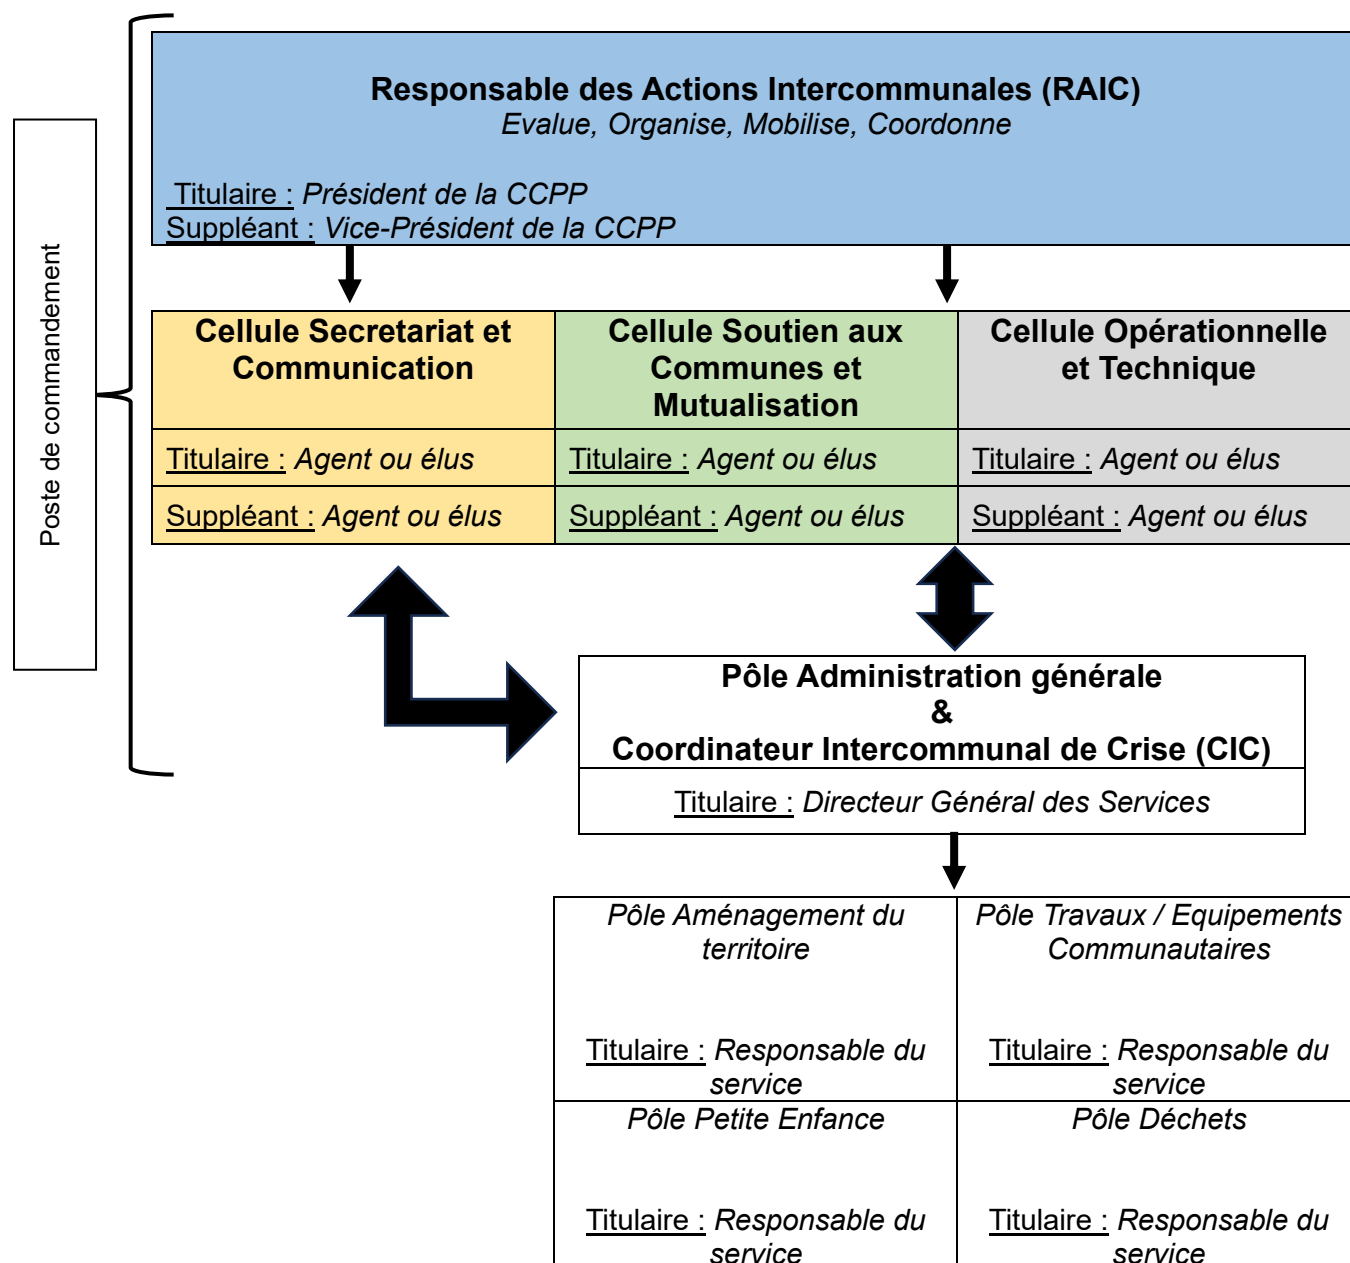 Poste de commandement
Responsable des Actions Intercommunales (RAIC)
Evalue, Organise, Mobilise, Coordonne
Titulaire : Président de la CCPP
Suppléant : Vice-Président de la CCPP
Cellule Secretariat et
Communication
Titulaire : Agent ou élus
Suppléant : Agent ou élus
Cellule Soutien aux
Communes et
Mutualisation
Titulaire : Agent ou élus
Suppléant : Agent ou élus
Cellule Opérationnelle
et Technique
Titulaire : Agent ou élus
Suppléant : Agent ou élus
Pôle Administration générale
&
Coordinateur Intercommunal de Crise (CIC)
Titulaire : Directeur Général des Services
Pôle Aménagement du
territoire
Titulaire : Responsable du
service
Pôle Travaux / Equipements
Communautaires
Titulaire : Responsable du
service
Pôle Petite Enfance
Titulaire : Responsable du
service
Pôle Déchets
Titulaire : Responsable du
service